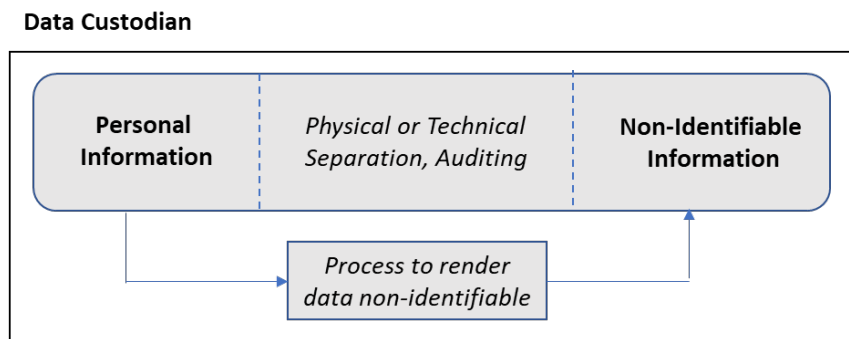 Data Custodian
Personal
Information
Physical or Technical
Separation, Auditing
Non-Identifiable
Information
Process to render
data non-identifiable